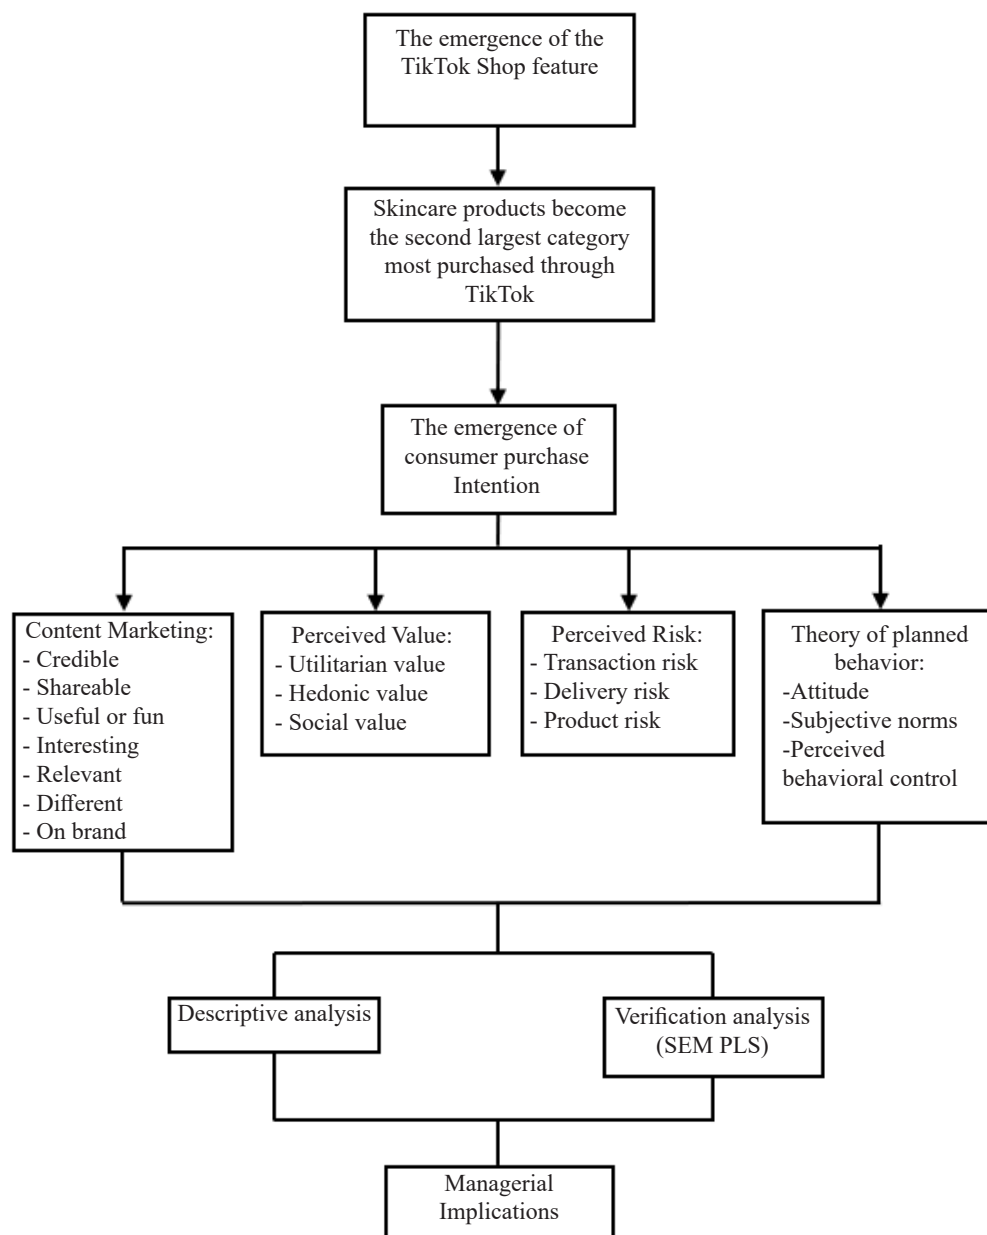 The emergence of the
TikTok Shop feature
Skincare products become
the second largest category
most purchased through
TikTok
The emergence of
consumer purchase
Intention
Content Marketing:
- Credible
- Shareable
- Useful or fun
- Interesting
- Relevant
- Different
- On brand
Perceived Value:
- Utilitarian value
- Hedonic value
- Social value
Perceived Risk:
- Transaction risk
- Delivery risk
- Product risk
Theory of planned
behavior:
-Attitude
-Subjective norms
-Perceived
behavioral control
Descriptive analysis
Verification analysis
(SEM PLS)
Managerial
Implications